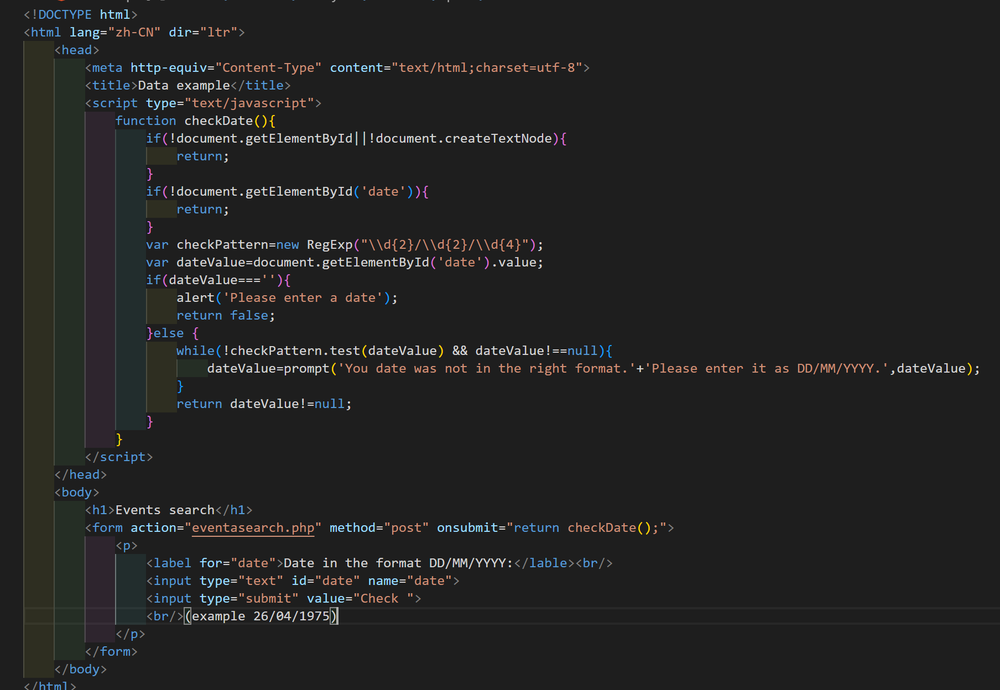 <!DOCTYPE html>
<html lang="zh-CN" dir="ltr">
<head>
<meta http-equiv="Content-Type" content="text/html;charset=utf-8">
<title>Data example</title>
<script type="text/javascript">
function checkDate(){
if(!document.getElementById||!document.createTextNode){
return;
}
if(!document.getElementById('date')){
return;
}
var checkPattern=new RegExp("\\d{2}/\\d{2}/\\d{4}");
var dateValue=document.getElementById('date').value;
if(dateValue===''){
alert('Please enter a date');
return false;
}else {
while(!checkPattern.test(dateValue) && dateValue!==null){
dateValue=prompt('You date was not in the right format.'+'Please enter it as DD/MM/YYYY.',dateValue);
}
return dateValue!=null;
}
}
</script>
</head>
<body>
<h1>Events search</h1>
<form action="eventasearch.php" method="post" onsubmit="return checkDate();">
<p>
<label for="date">Date in the format DD/MM/YYYY:</lable><br/>
<input type="text" id="date" name="date">
<input type="submit" value="Check ">
<br/>(example 26/04/1975)
</p>
</form>
</body>
</html>